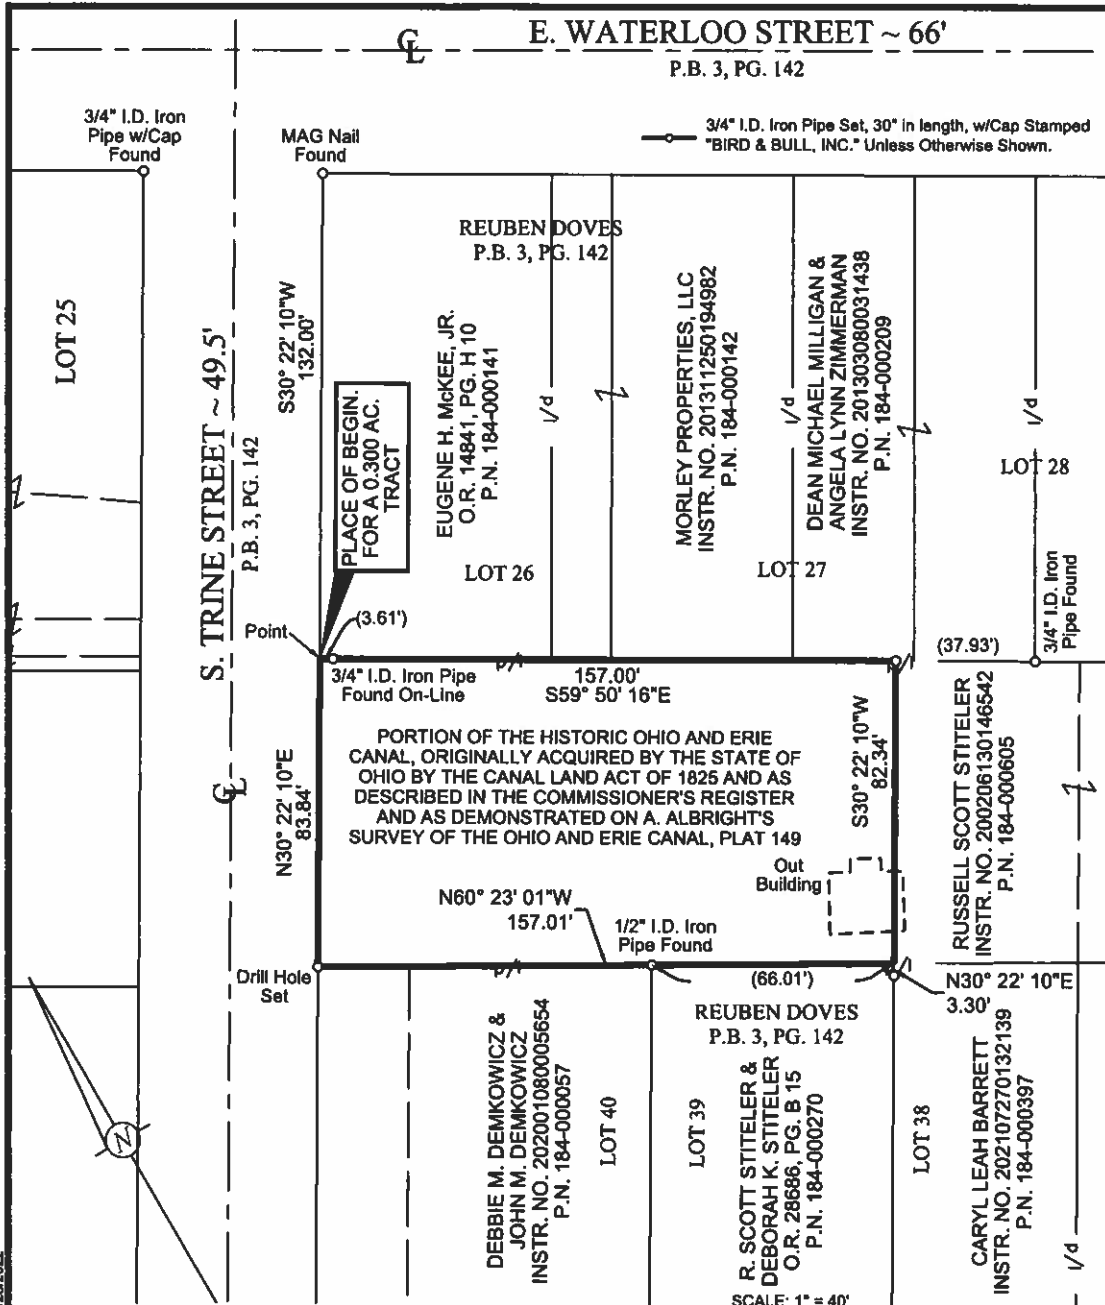 E. WATERLOO STREET ~ 66'
P.B. 3, PG. 142
CL
3/4" I.D. Iron
Pipe w/Cap
Found
MAG Nail
Found
3/4" I.D. Iron Pipe Set, 30" in length, w/Cap Stamped
"BIRD & BULL, INC." Unless Otherwise Shown.
REUBEN DOVES
P.B. 3, PG. 142
LOT 25
S. TRINE STREET ~ 49.5'
P.B. 3, PG. 142
S30° 22' 10"W
132.00'
PLACE OF BEGIN.
FOR A 0.300 AC.
TRACT
EUGENE H. McKEE, JR.
O.R. 14841, PG. H 10
P.N. 184-000141
LOT 26
l/d
MORLEY PROPERTIES, LLC
INSTR. NO. 201311250194982
P.N. 184-000142
LOT 27
l/d
DEAN MICHAEL MILLIGAN &
ANGELA LYNN ZIMMERMAN
INSTR. NO. 201303080031438
P.N. 184-000209
l/d
LOT 28
3/4" I.D. Iron
Pipe Found
Point
(3.61')
(37.93')
3/4" I.D. Iron Pipe
Found On-Line
157.00'
S59° 50' 16"E
PORTION OF THE HISTORIC OHIO AND ERIE
CANAL, ORIGINALLY ACQUIRED BY THE STATE OF
OHIO BY THE CANAL LAND ACT OF 1825 AND AS
DESCRIBED IN THE COMMISSIONER'S REGISTER
AND AS DEMONSTRATED ON A. ALBRIGHT'S
SURVEY OF THE OHIO AND ERIE CANAL, PLAT 149
CL
N30° 22' 10"E
83.84'
S30° 22' 10"W
82.34'
RUSSELL SCOTT STITELER
INSTR. NO. 200206130146542
P.N. 184-000605
Out
Building
N60° 23' 01"W
157.01'
1/2" I.D. Iron
Pipe Found
Drill Hole
Set
(66.01')
N30° 22' 10"E
3.30'
REUBEN DOVES
P.B. 3, PG. 142
DEBBIE M. DEMKOWICZ &
JOHN M. DEMKOWICZ
INSTR. NO. 202001080005654
P.N. 184-000057
LOT 40
LOT 39
R. SCOTT STITELER &
DEBORAH K. STITELER
O.R. 28686, PG. B 15
P.N. 184-000270
LOT 38
CARYL LEAH BARRETT
INSTR. NO. 202107270132139
P.N. 184-000397
l/d
N
SCALE: 1" = 40'